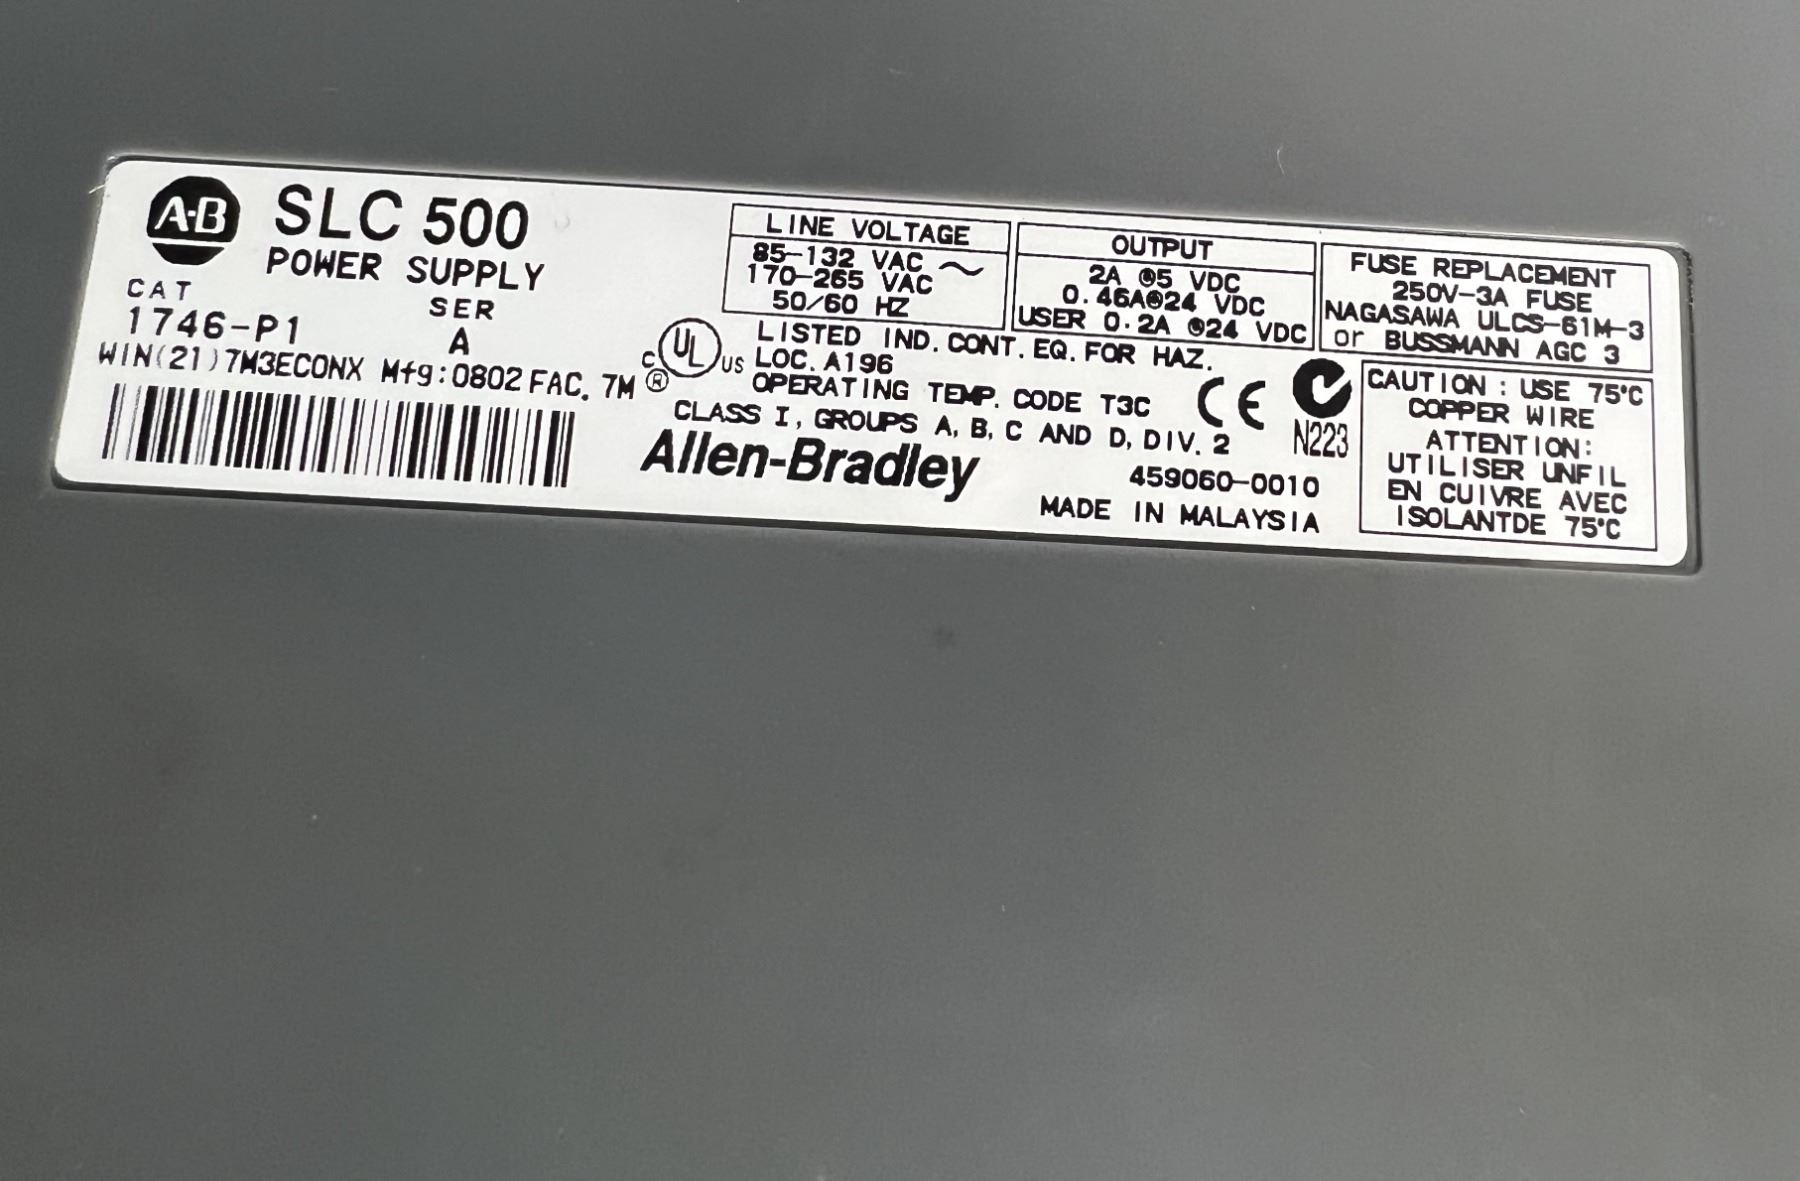 A-B
SLC 500
POWER SUPPLY
CAT
SER
1746-P1
A
WIN(21)7M3ECONX Mfg:0802 FAC. 7M
LINE VOLTAGE
85-132 VAC ~
170-265 VAC
50/60 HZ
OUTPUT
2A @5 VDC
0.46A@24 VDC
USER 0.2A @24 VDC
FUSE REPLACEMENT
250V-3A FUSE
NAGASAWA ULCS-61M-3
or BUSSMANN AGC 3
C UL US ®
LISTED IND. CONT. EQ. FOR HAZ.
LOC. A196
OPERATING TEMP. CODE T3C
CLASS I, GROUPS A, B, C AND D, DIV. 2
CE
N223
Allen-Bradley
459060-0010
MADE IN MALAYSIA
CAUTION : USE 75°C
COPPER WIRE
ATTENTION:
UTILISER UNFIL
EN CUIVRE AVEC
ISOLANTDE 75°C